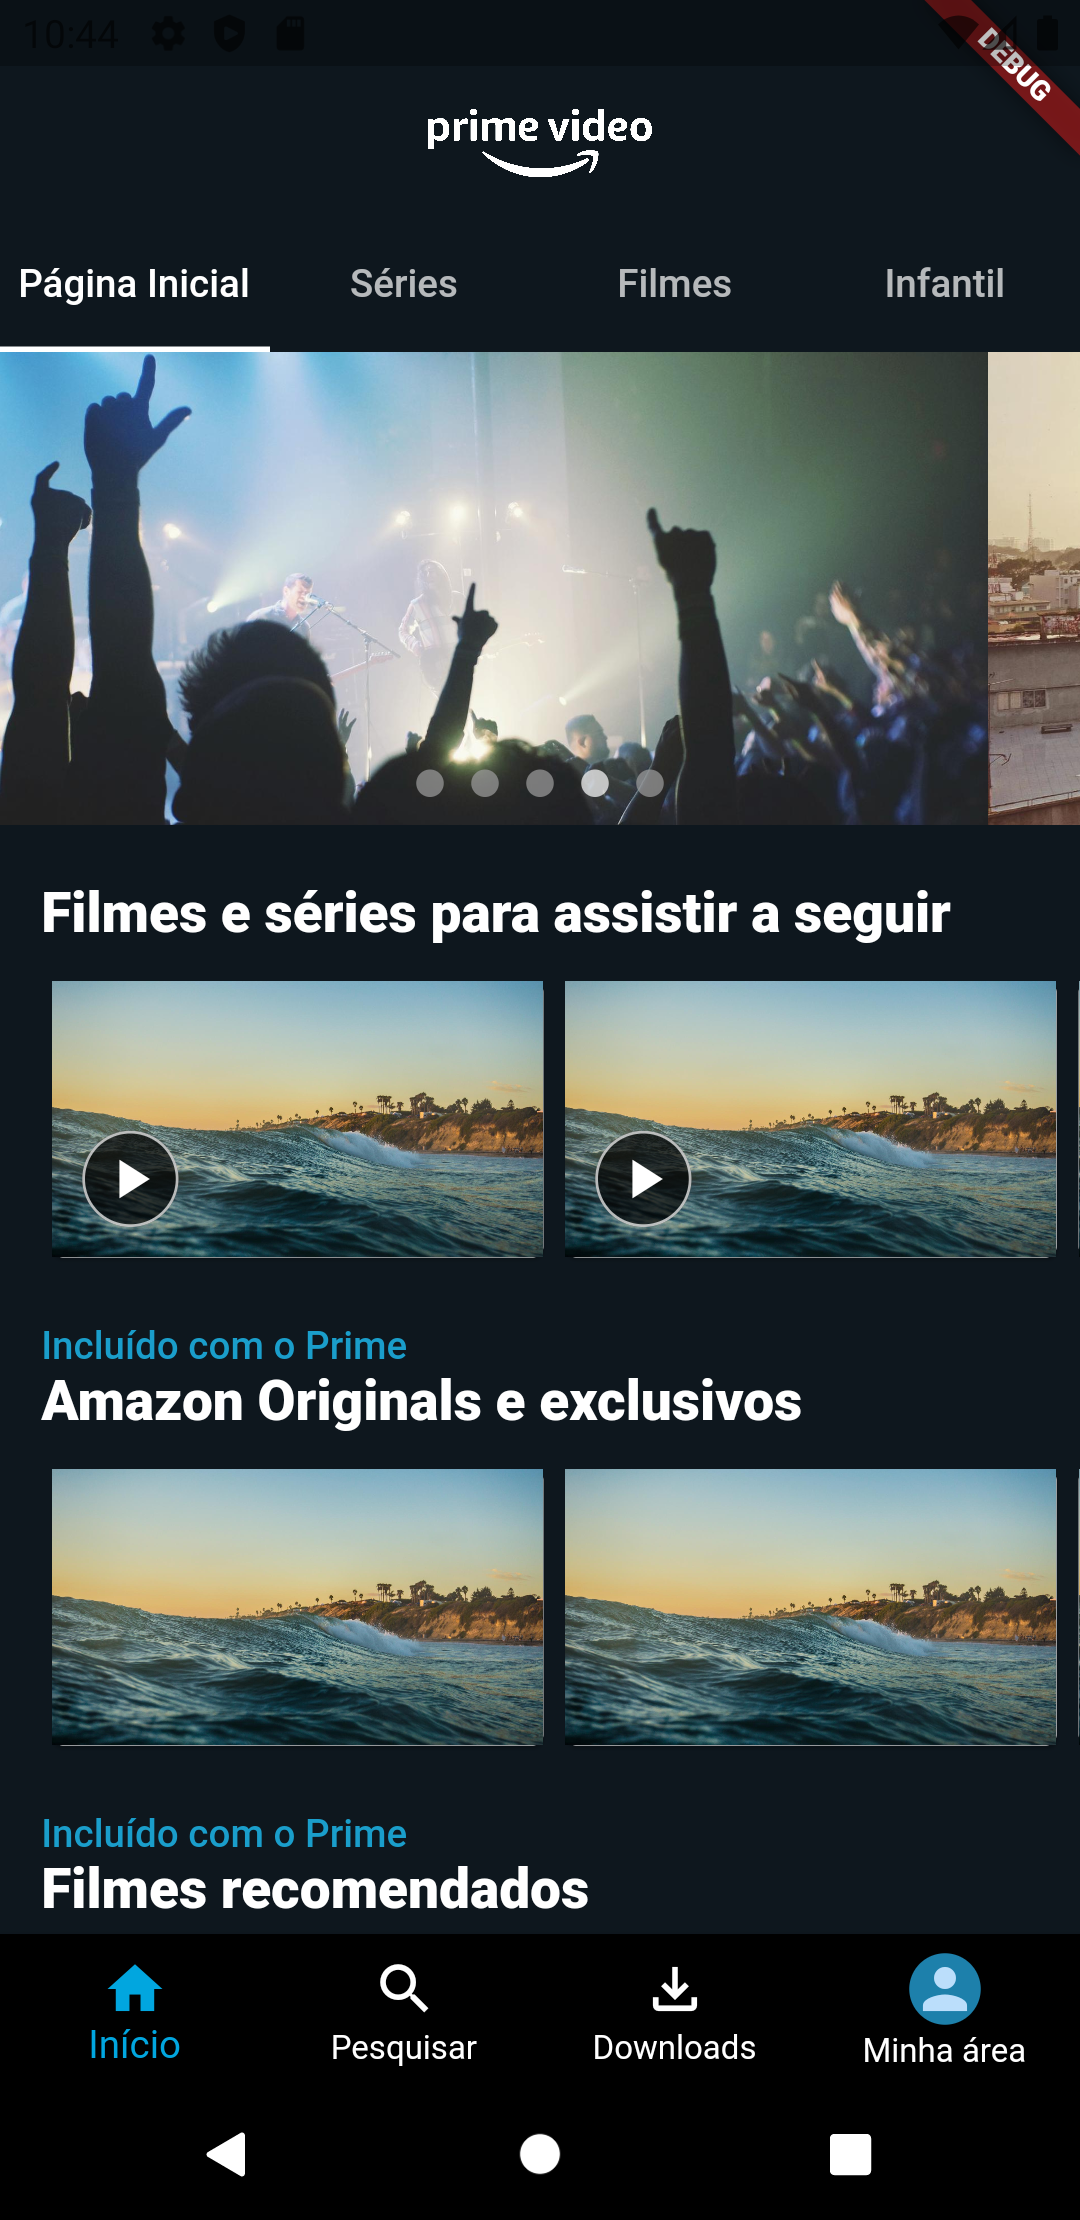 10:44
DEBUG
prime video
Página Inicial Séries Filmes Infantil
Filmes e séries para assistir a seguir
Incluído com o Prime
Amazon Originals e exclusivos
Incluído com o Prime
Filmes recomendados
Início Pesquisar Downloads Minha área